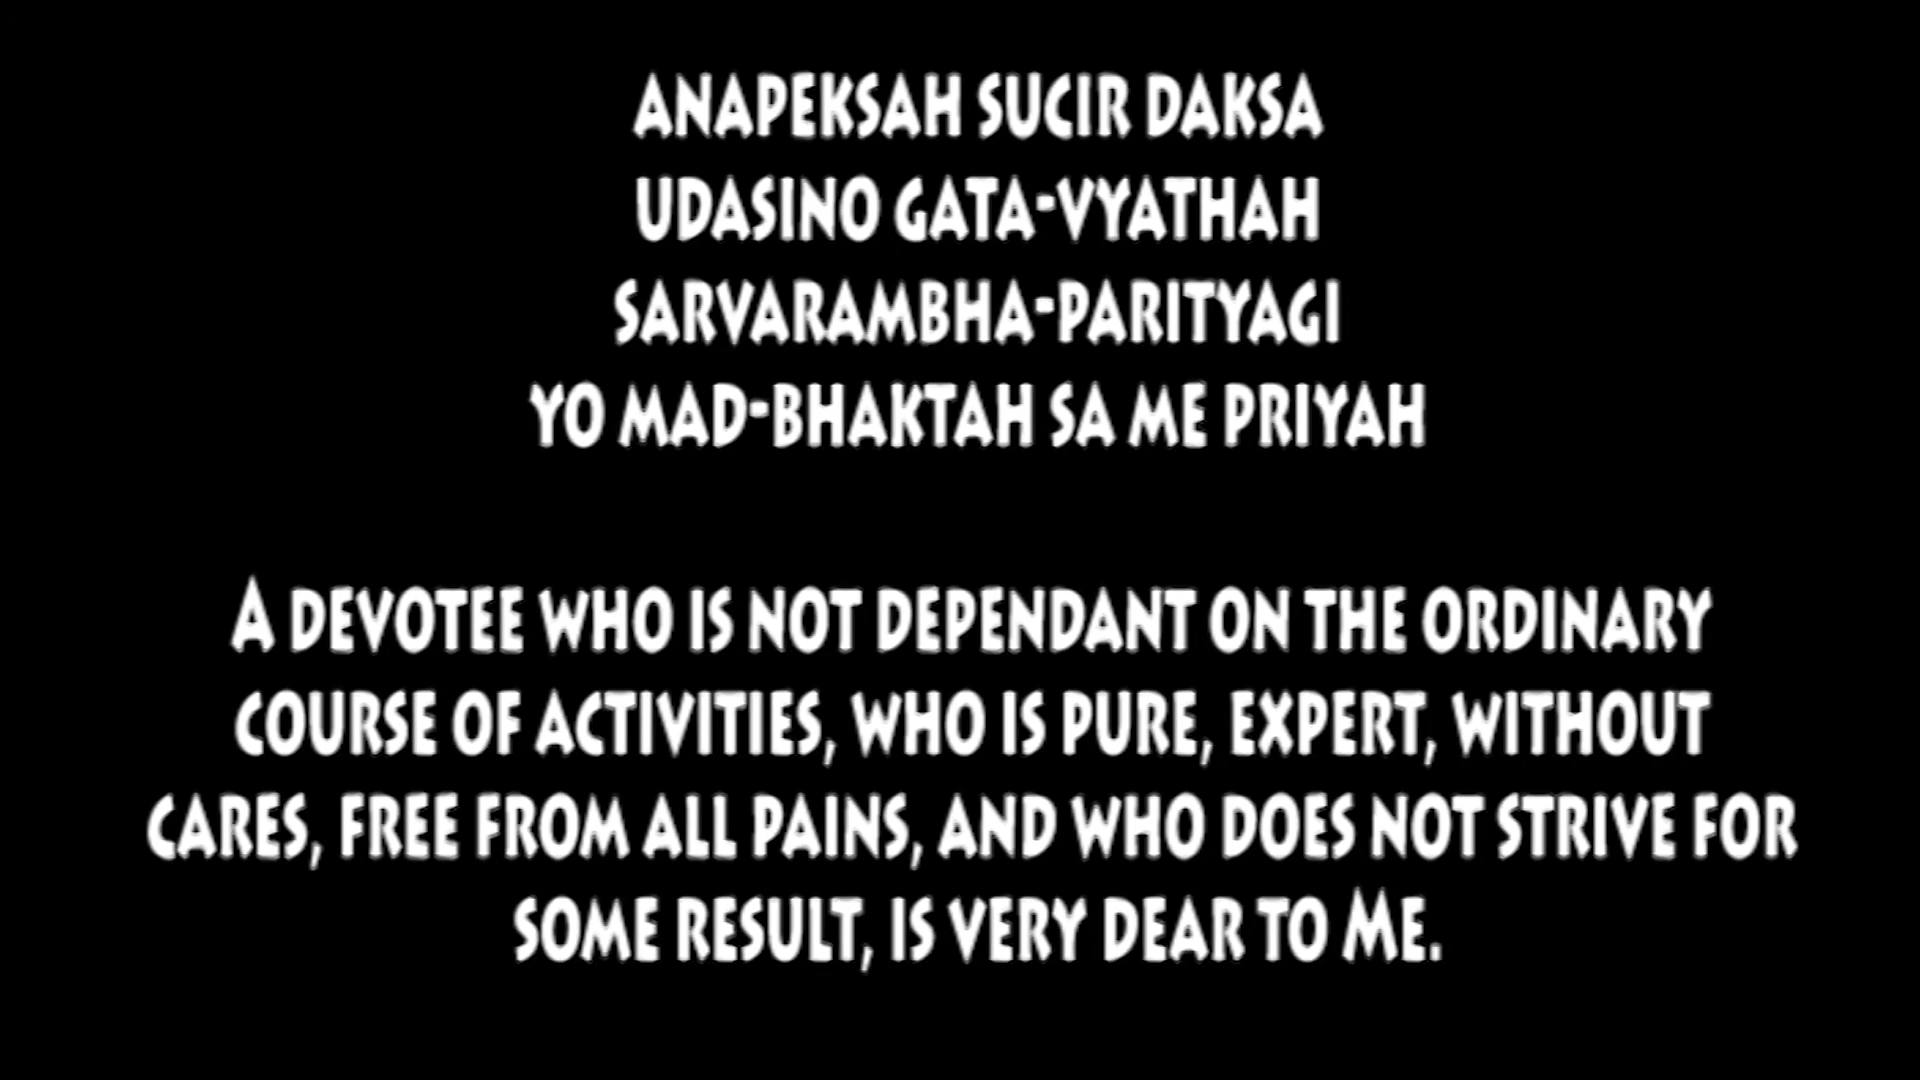 ANAPEKSAH SUCIR DAKSA
UDASINO GATA-VYATHAH
SARVARAMBHA-PARITYAGI
YO MAD-BHAKTAH SA ME PRIYAH
A DEVOTEE WHO IS NOT DEPENDANT ON THE ORDINARY
COURSE OF ACTIVITIES, WHO IS PURE, EXPERT, WITHOUT
CARES, FREE FROM ALL PAINS, AND WHO DOES NOT STRIVE FOR
SOME RESULT, IS VERY DEAR TO ME.